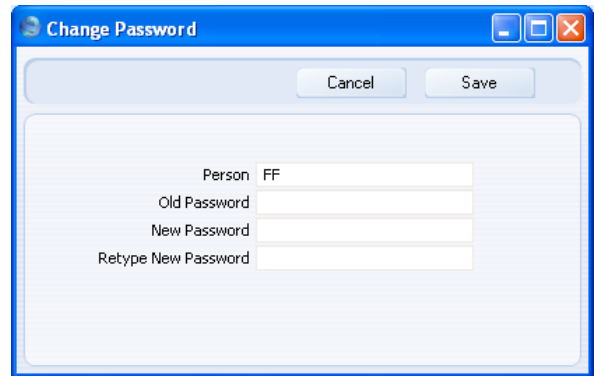 Change Password
Cancel Save
Person FF
Old Password
New Password
Retype New Password